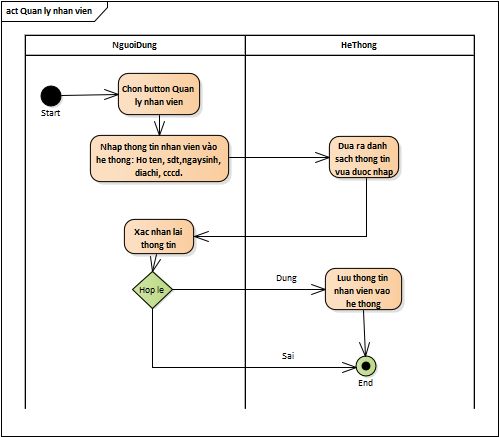 act Quan ly nhan vien
NguoiDung
HeThong
Start
Chon button Quan
ly nhan vien
Nhap thong tin nhan vien vào
he thong: Ho ten, sdt,ngaysinh,
diachi, cccd.
Dua ra danh
sach thong tin
vua duoc nhap
Xac nhan lai
thong tin
Hop le
Dung
Luu thong tin
nhan vien vao
he thong
Sai
End